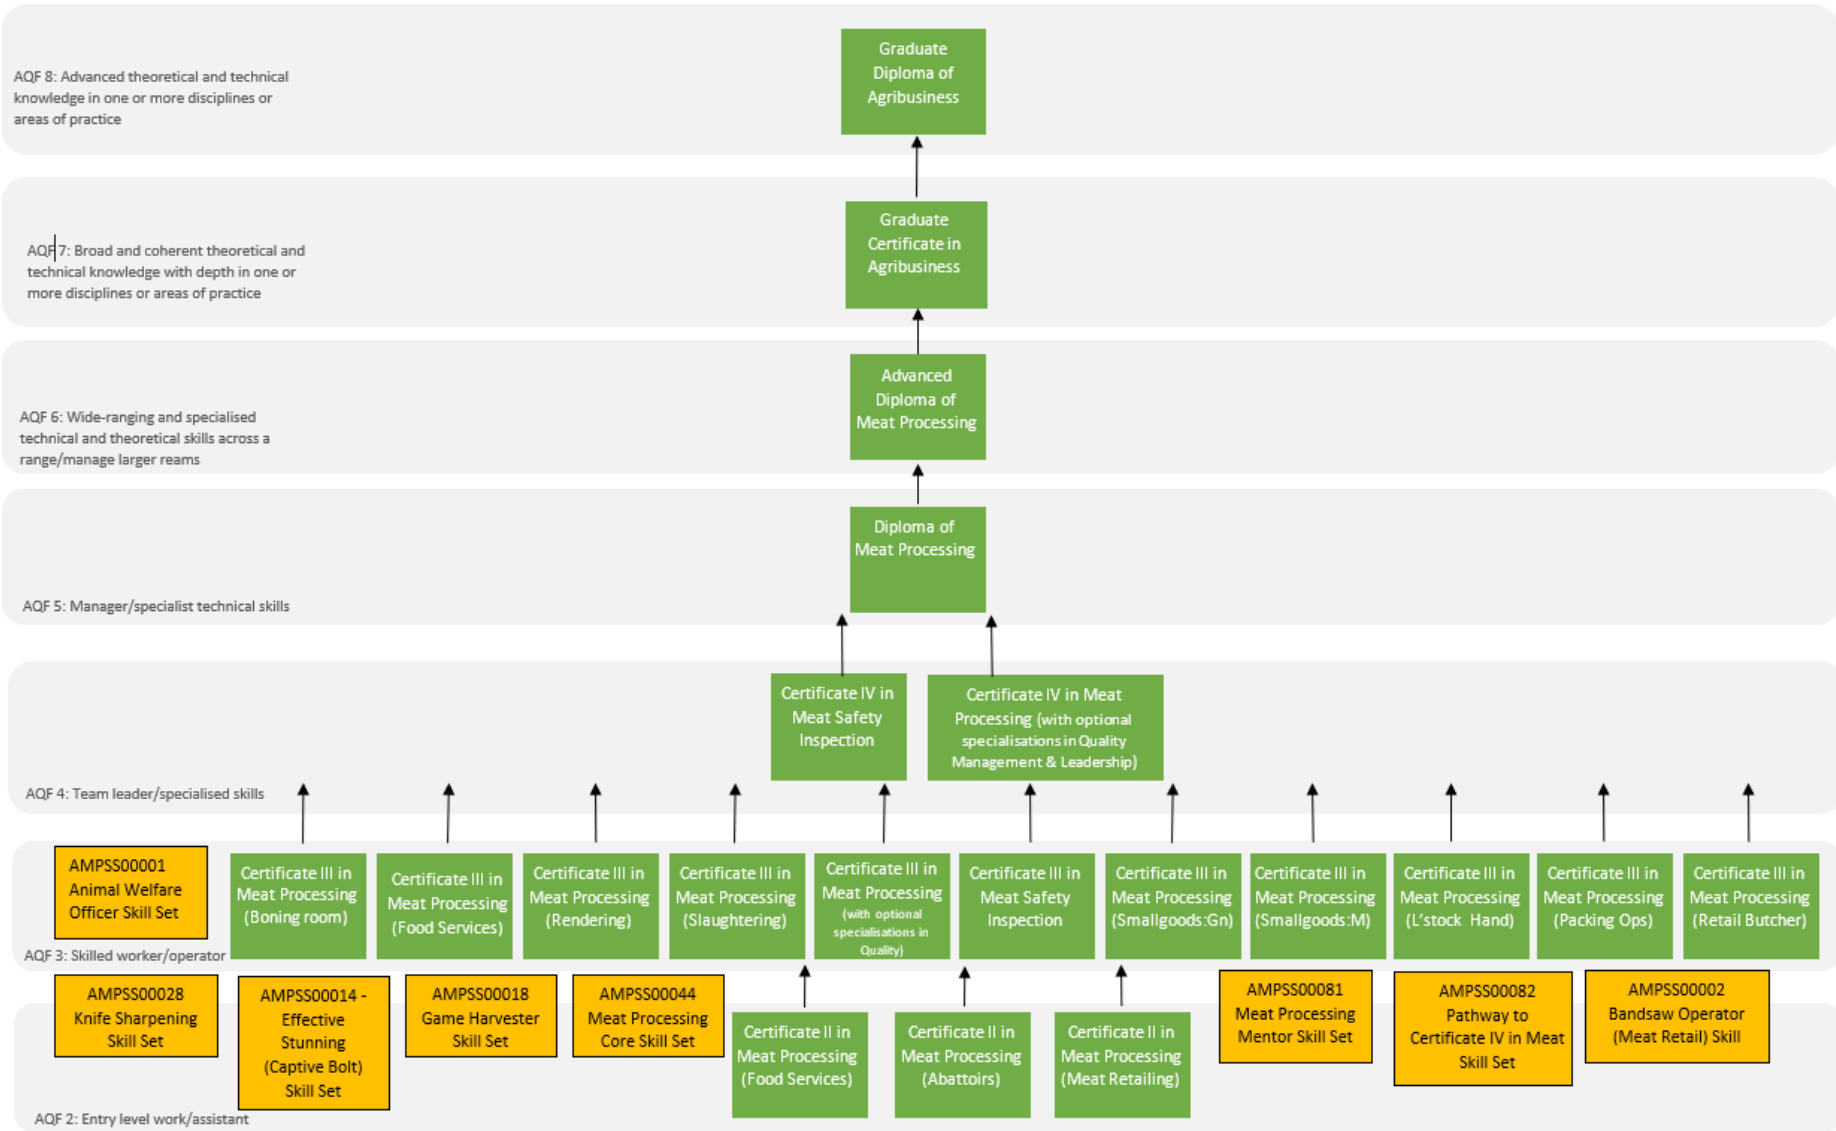 Graduate
Diploma of
Agribusiness
AQF 8: Advanced theoretical and technical
knowledge in one or more disciplines or
areas of practice
Graduate
Certificate in
Agribusiness
AQF 7: Broad and coherent theoretical and
technical knowledge with depth in one or
more disciplines or areas of practice
Advanced
Diploma of
Meat Processing
AQF 6: Wide-ranging and specialised
technical and theoretical skills across a
range/manage larger reams
Diploma of
Meat Processing
AQF 5: Manager/specialist technical skills
Certificate IV in
Meat Safety
Inspection
Certificate IV in Meat
Processing (with optional
specialisations in Quality
Management & Leadership)
AQF 4: Team leader/specialised skills
AMPSS00001
Animal Welfare
Officer Skill Set
Certificate III in
Meat Processing
(Boning room)
Certificate III in
Meat Processing
(Food Services)
Certificate III in
Meat Processing
(Rendering)
Certificate III in
Meat Processing
(Slaughtering)
Certificate III in
Meat Processing
(with optional
specialisations in
Quality)
Certificate III in
Meat Safety
Inspection
Certificate III in
Meat Processing
(Smallgoods:Gn)
Certificate III in
Meat Processing
(Smallgoods:M)
Certificate III in
Meat Processing
(L'stock Hand)
Certificate III in
Meat Processing
(Packing Ops)
Certificate III in
Meat Processing
(Retail Butcher)
AQF 3: Skilled worker/operator
AMPSS00028
Knife Sharpening
Skill Set
AMPSS00014 -
Effective
Stunning
(Captive Bolt)
Skill Set
AMPSS00018
Game Harvester
Skill Set
AMPSS00044
Meat Processing
Core Skill Set
Certificate II in
Meat Processing
(Food Services)
Certificate II in
Meat Processing
(Abattoirs)
Certificate II in
Meat Processing
(Meat Retailing)
AMPSS00081
Meat Processing
Mentor Skill Set
AMPSS00082
Pathway to
Certificate IV in Meat
Skill Set
AMPSS00002
Bandsaw Operator
(Meat Retail) Skill
AQF 2: Entry level work/assistant